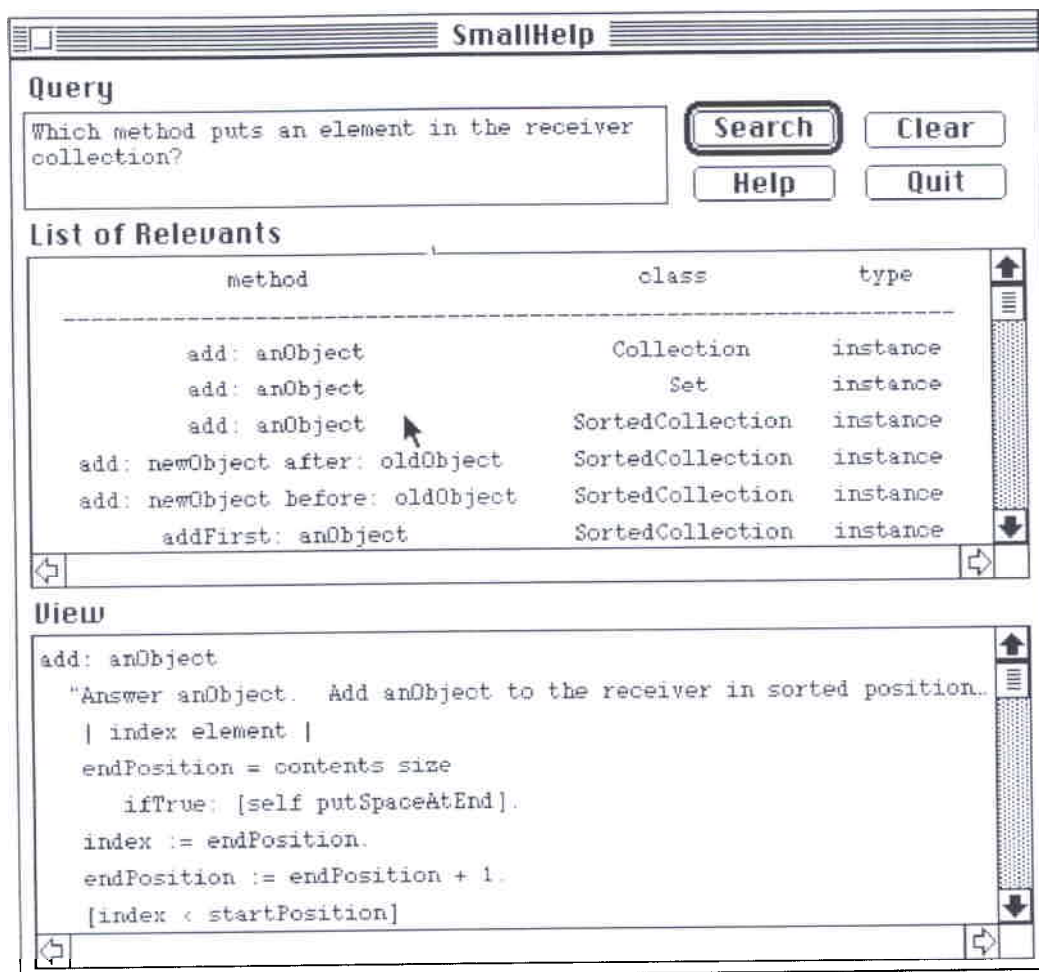 SmallHelp
Query
Which method puts an element in the receiver
collection?
Search Clear
Help Quit
List of Relevants
method class type
add: anObject Collection instance
add: anObject Set instance
add: anObject SortedCollection instance
add: newObject after: oldObject SortedCollection instance
add: newObject before: oldObject SortedCollection instance
addFirst: anObject SortedCollection instance
View
add: anObject
"Answer anObject. Add anObject to the receiver in sorted position…
| index element |
endPosition = contents size
ifTrue: [self putSpaceAtEnd].
index := endPosition.
endPosition := endPosition + 1.
[index < startPosition]